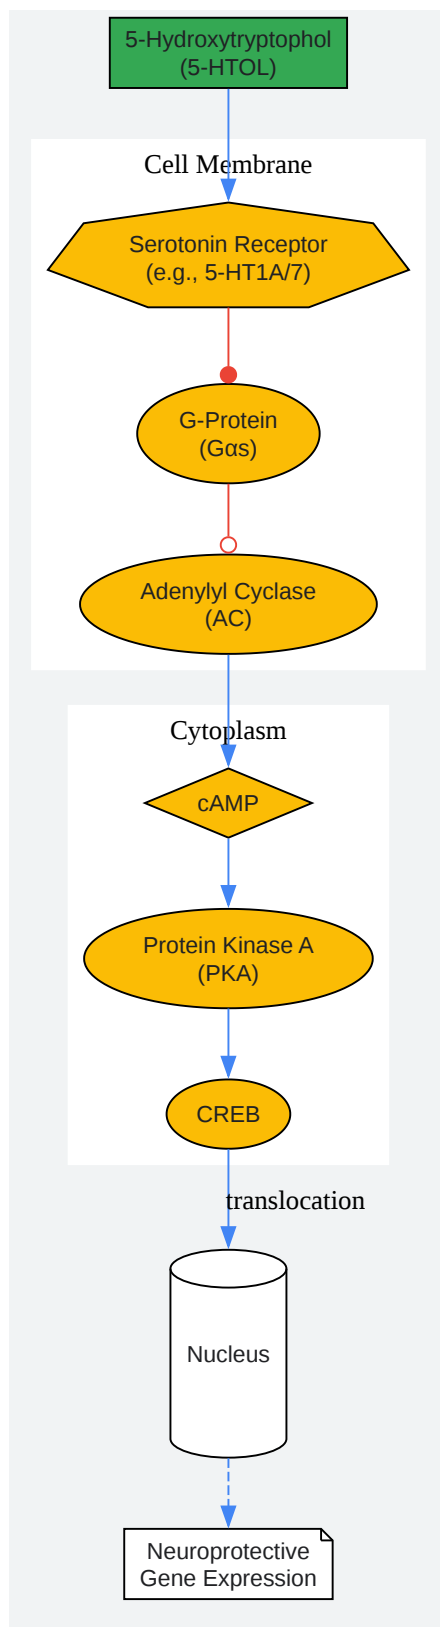 5-Hydroxytryptophol
(5-HTOL)
Cell Membrane
Serotonin Receptor
(e.g., 5-HT1A/7)
G-Protein
(Gαs)
Adenylyl Cyclase
(AC)
Cytoplasm
cAMP
Protein Kinase A
(PKA)
CREB
translocation
Nucleus
Neuroprotective
Gene Expression